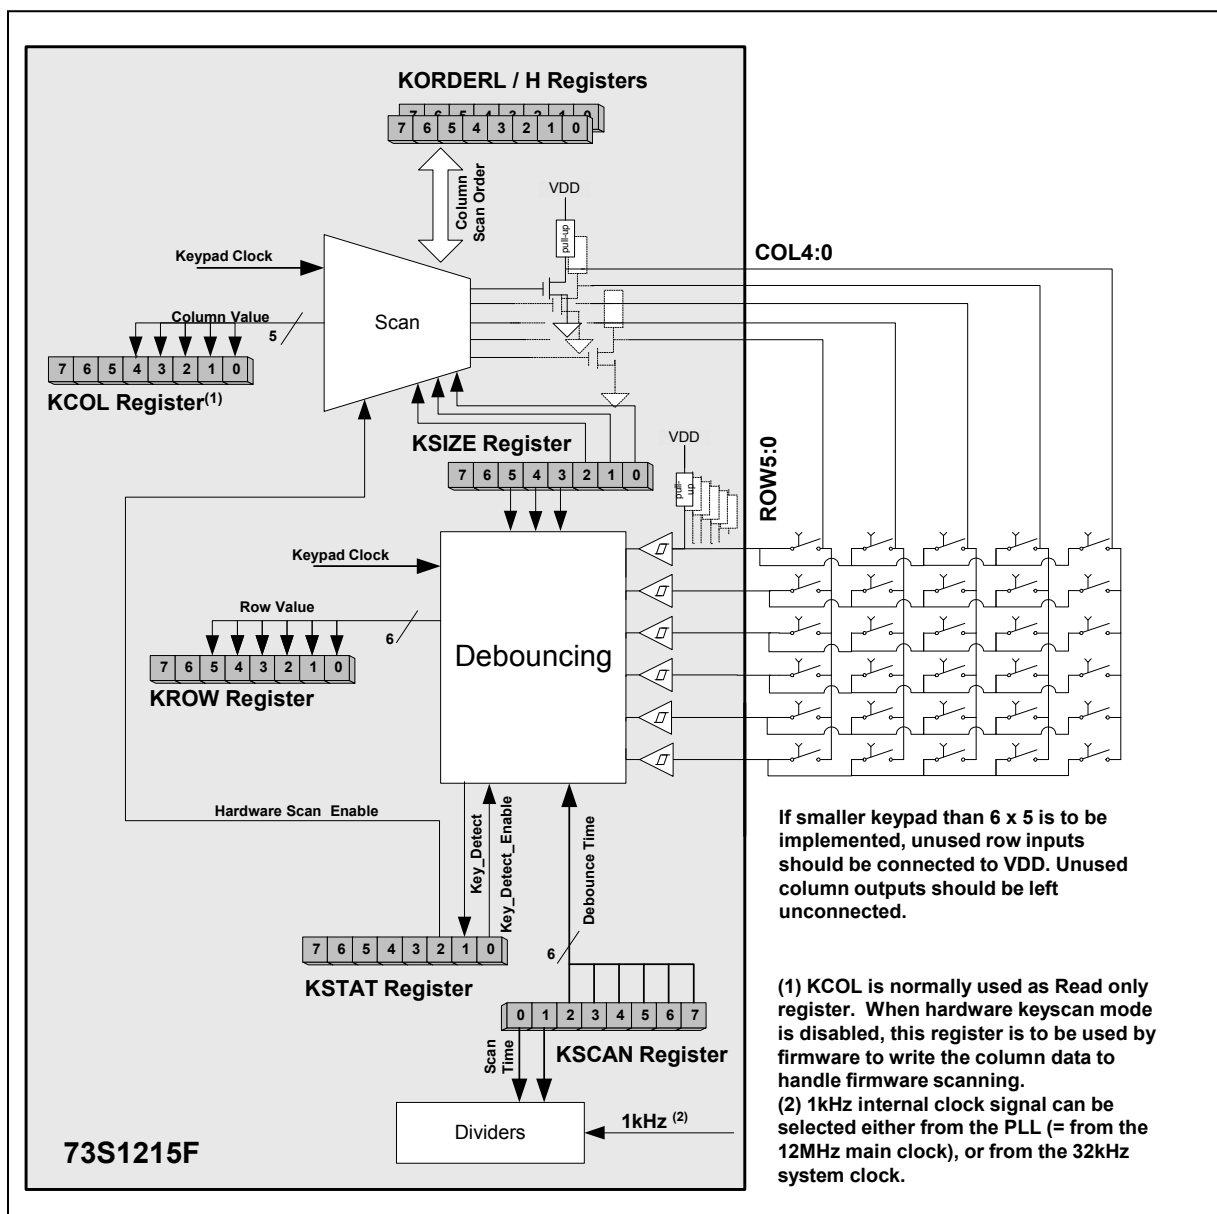 KORDERL / H Registers
7 6 5 4 3 2 1 0
7 6 5 4 3 2 1 0
Column
Scan Order
VDD
pull-up
COL4:0
Keypad Clock
Scan
Column Value
5
7 6 5 4 3 2 1 0
KCOL Register(1)
KSIZE Register
7 6 5 4 3 2 1 0
VDD
pull-
up
ROW5:0
Keypad Clock
Row Value
6
7 6 5 4 3 2 1 0
KROW Register
Debouncing
Hardware Scan Enable
Key_Detect
Key_Detect_Enable
Debounce Time
6
7 6 5 4 3 2 1 0
KSTAT Register
0 1 2 3 4 5 6 7
KSCAN Register
Scan
Time
Dividers
1kHz (2)
73S1215F
If smaller keypad than 6 x 5 is to be
implemented, unused row inputs
should be connected to VDD. Unused
column outputs should be left
unconnected.
(1) KCOL is normally used as Read only
register. When hardware keyscan mode
is disabled, this register is to be used by
firmware to write the column data to
handle firmware scanning.
(2) 1kHz internal clock signal can be
selected either from the PLL (= from the
12MHz main clock), or from the 32kHz
system clock.